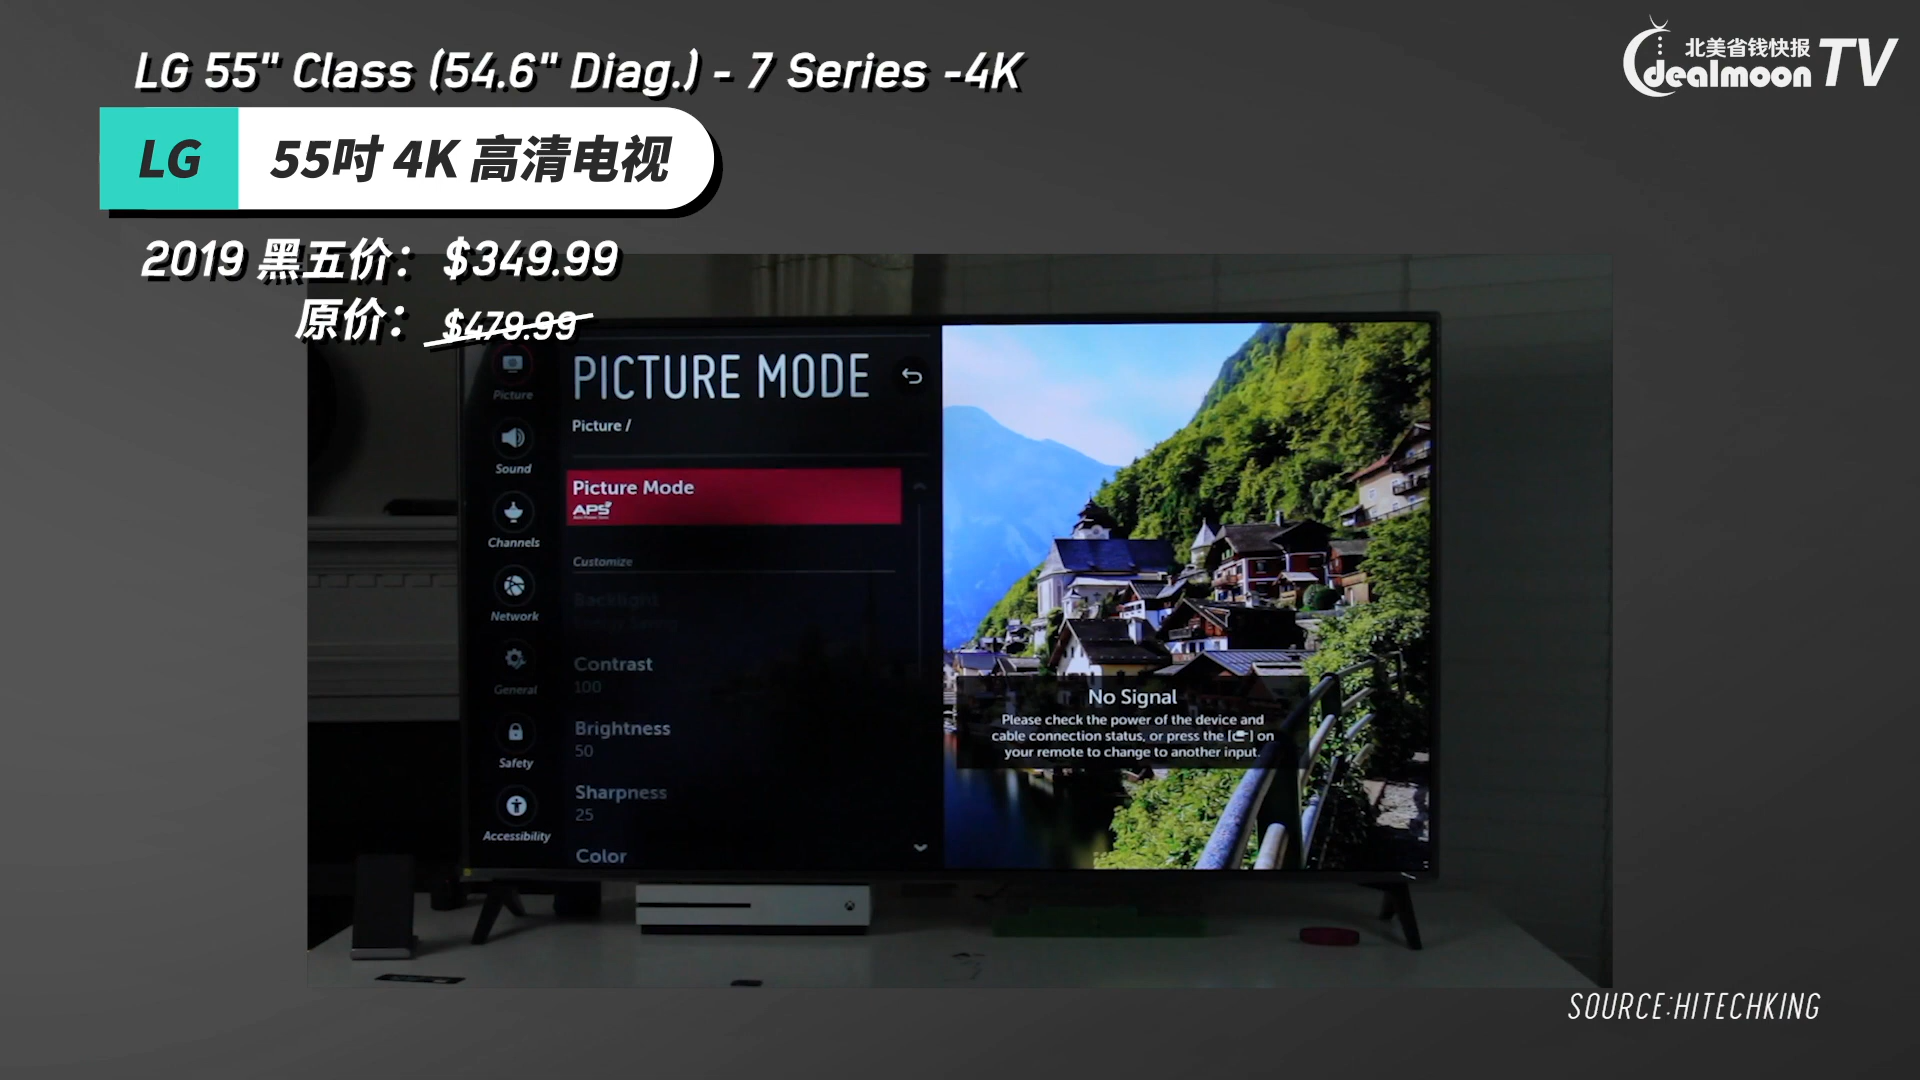 LG 55" Class (54.6" Diag.) - 7 Series -4K
北美省钱快报
dealmoon TV
LG 55吋 4K 高清电视
2019 黑五价： $349.99
原价： $479.99
PICTURE MODE
Picture /
Picture
Sound
Channels
Network
General
Safety
Accessibility
Picture Mode
APS
Customize
Backlight
Energy Saving
Contrast
100
Brightness
50
Sharpness
25
Color
No Signal
Please check the power of the device and
cable connection status, or press the [ ] on
your remote to change to another input.
SOURCE:HITECHKING